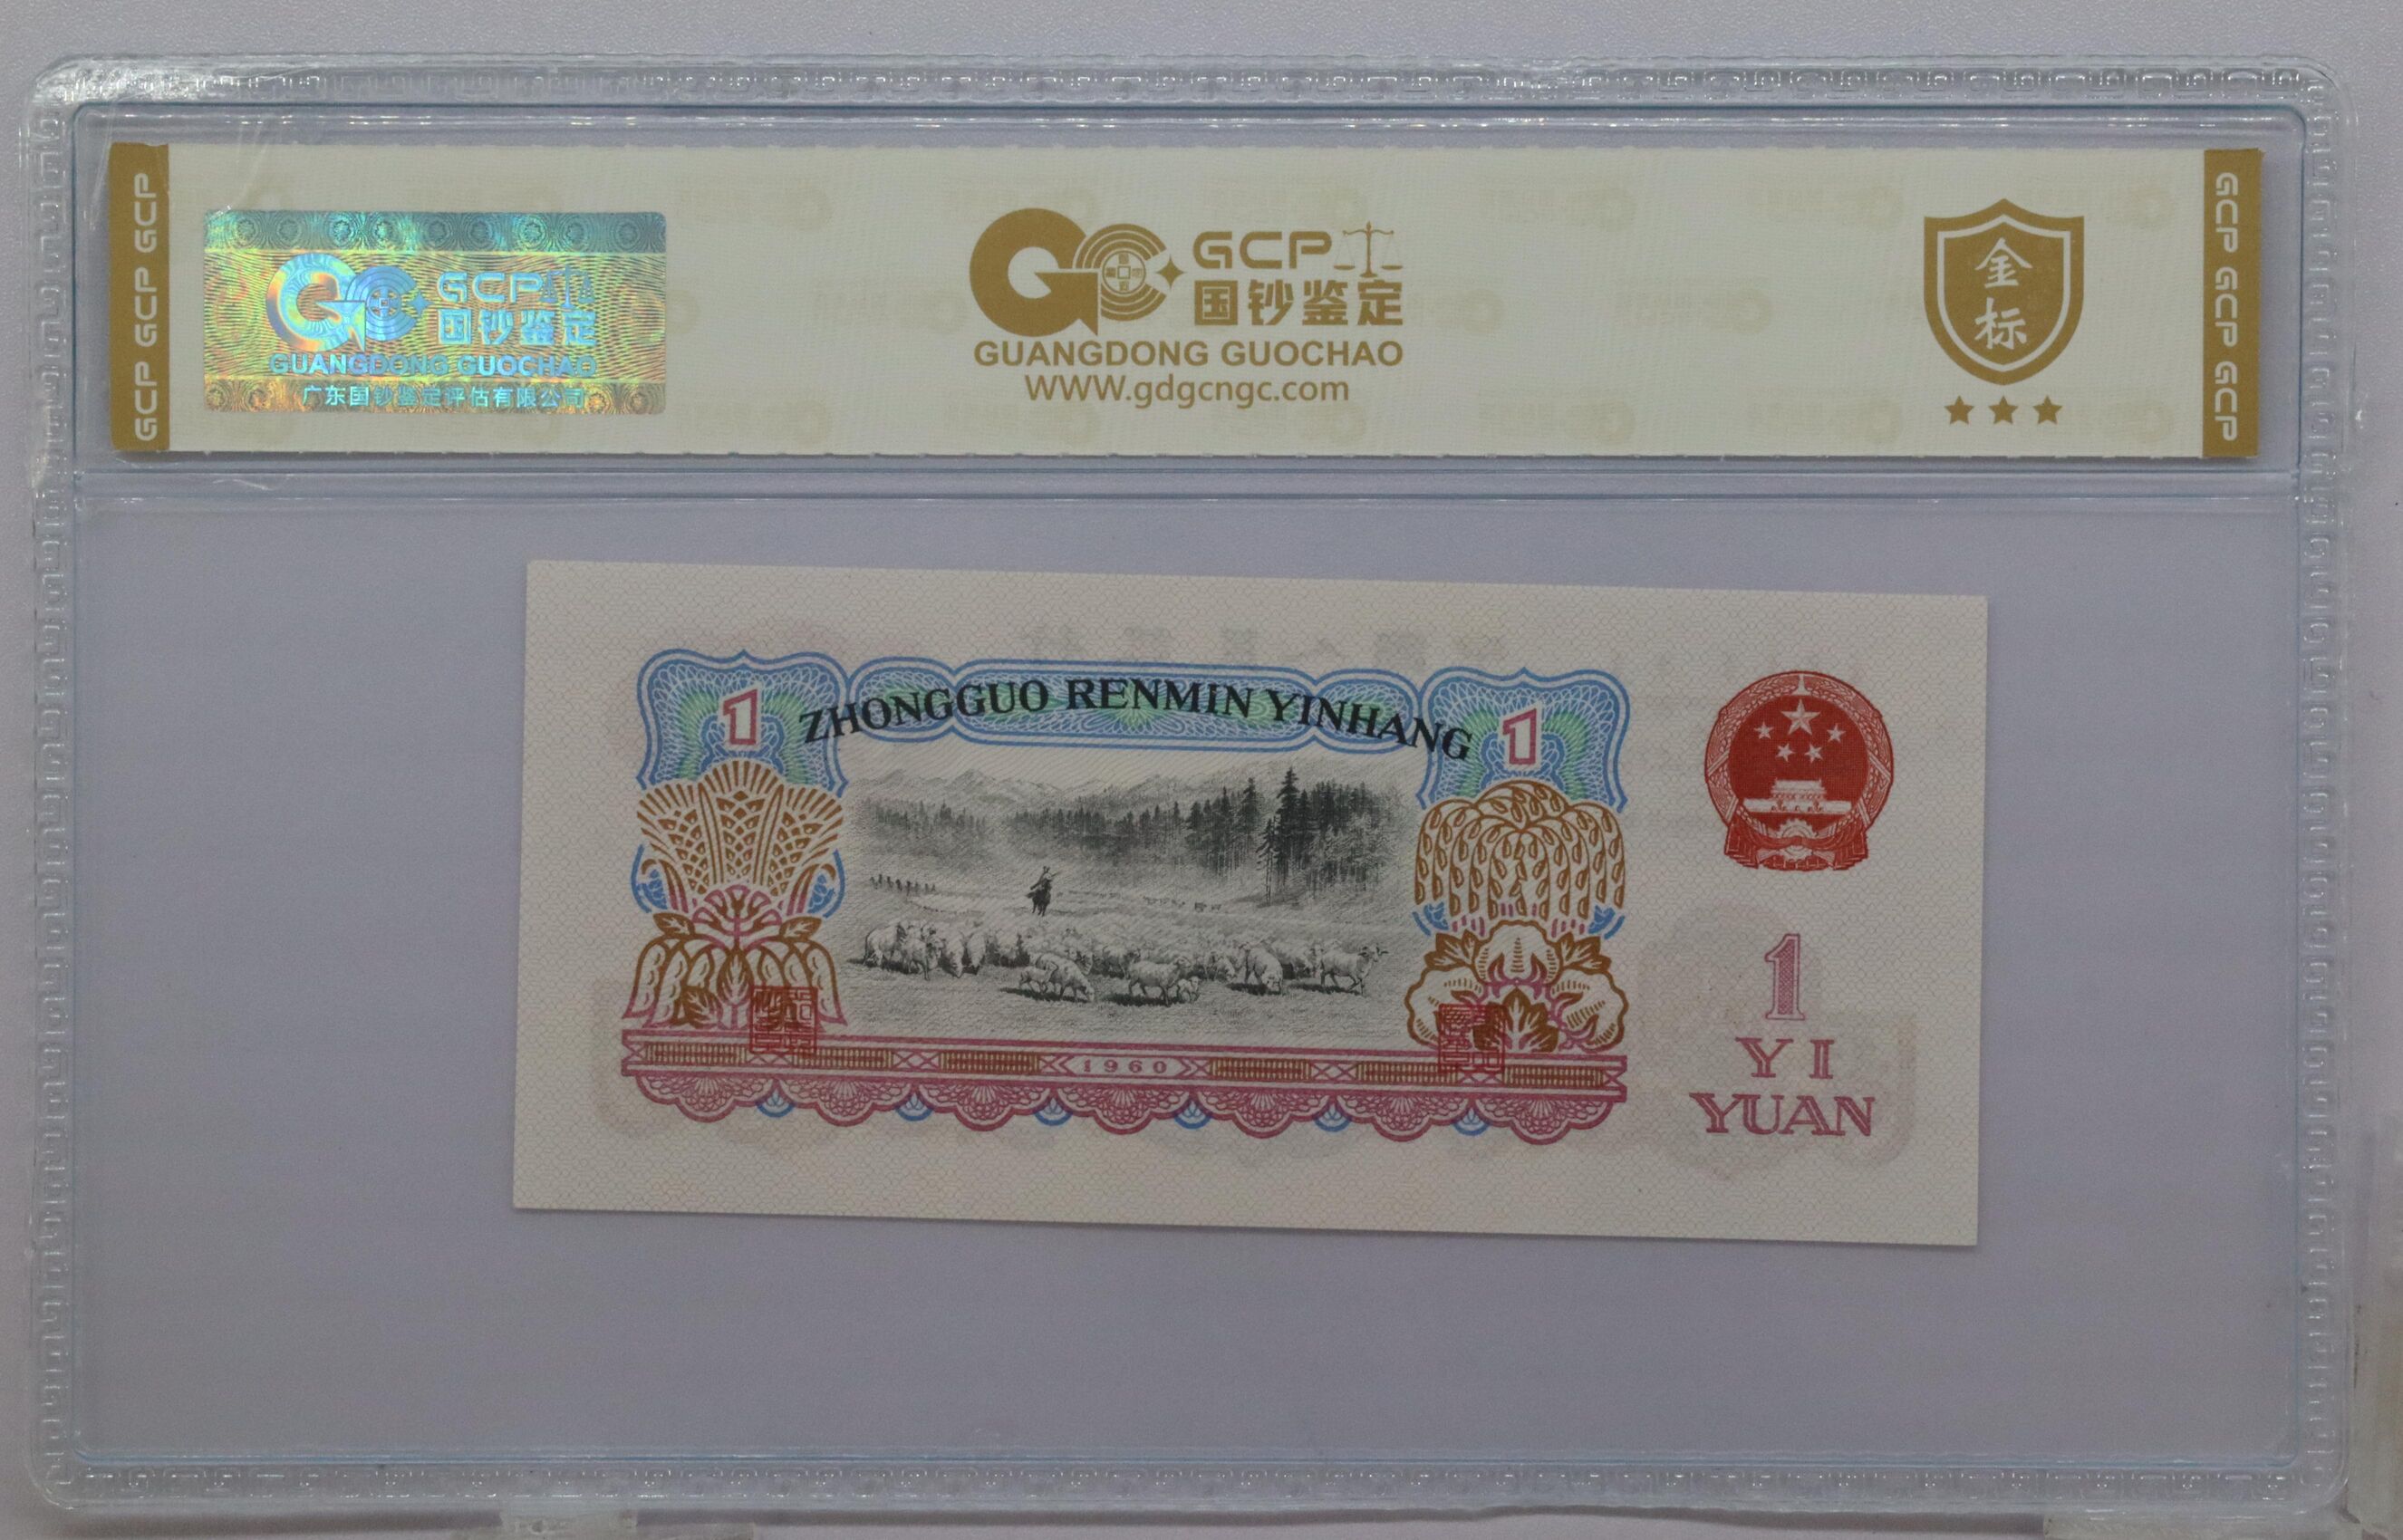 GCP GCP GCP
GCP
国钞鉴定
GUANGDONG GUOCHAO
广东国钞鉴定评估有限公司
GCP
国钞鉴定
GUANGDONG GUOCHAO
WWW.gdgcngc.com
金
标
GCP GCP GCP
1
ZHONGGUO RENMIN YINHANG
1
1960
1
YI
YUAN